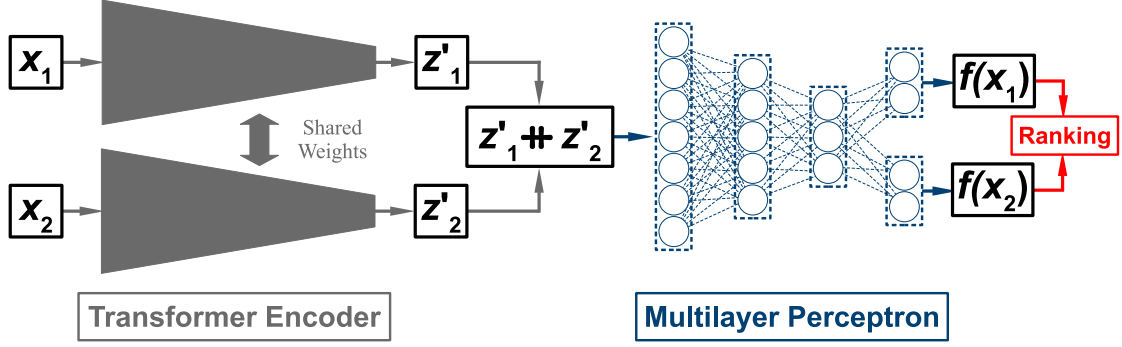 x₁
z'₁
f(x₁)
Shared
Weights
z'₁ ⧺ z'₂
Ranking
x₂
z'₂
f(x₂)
Transformer Encoder
Multilayer Perceptron